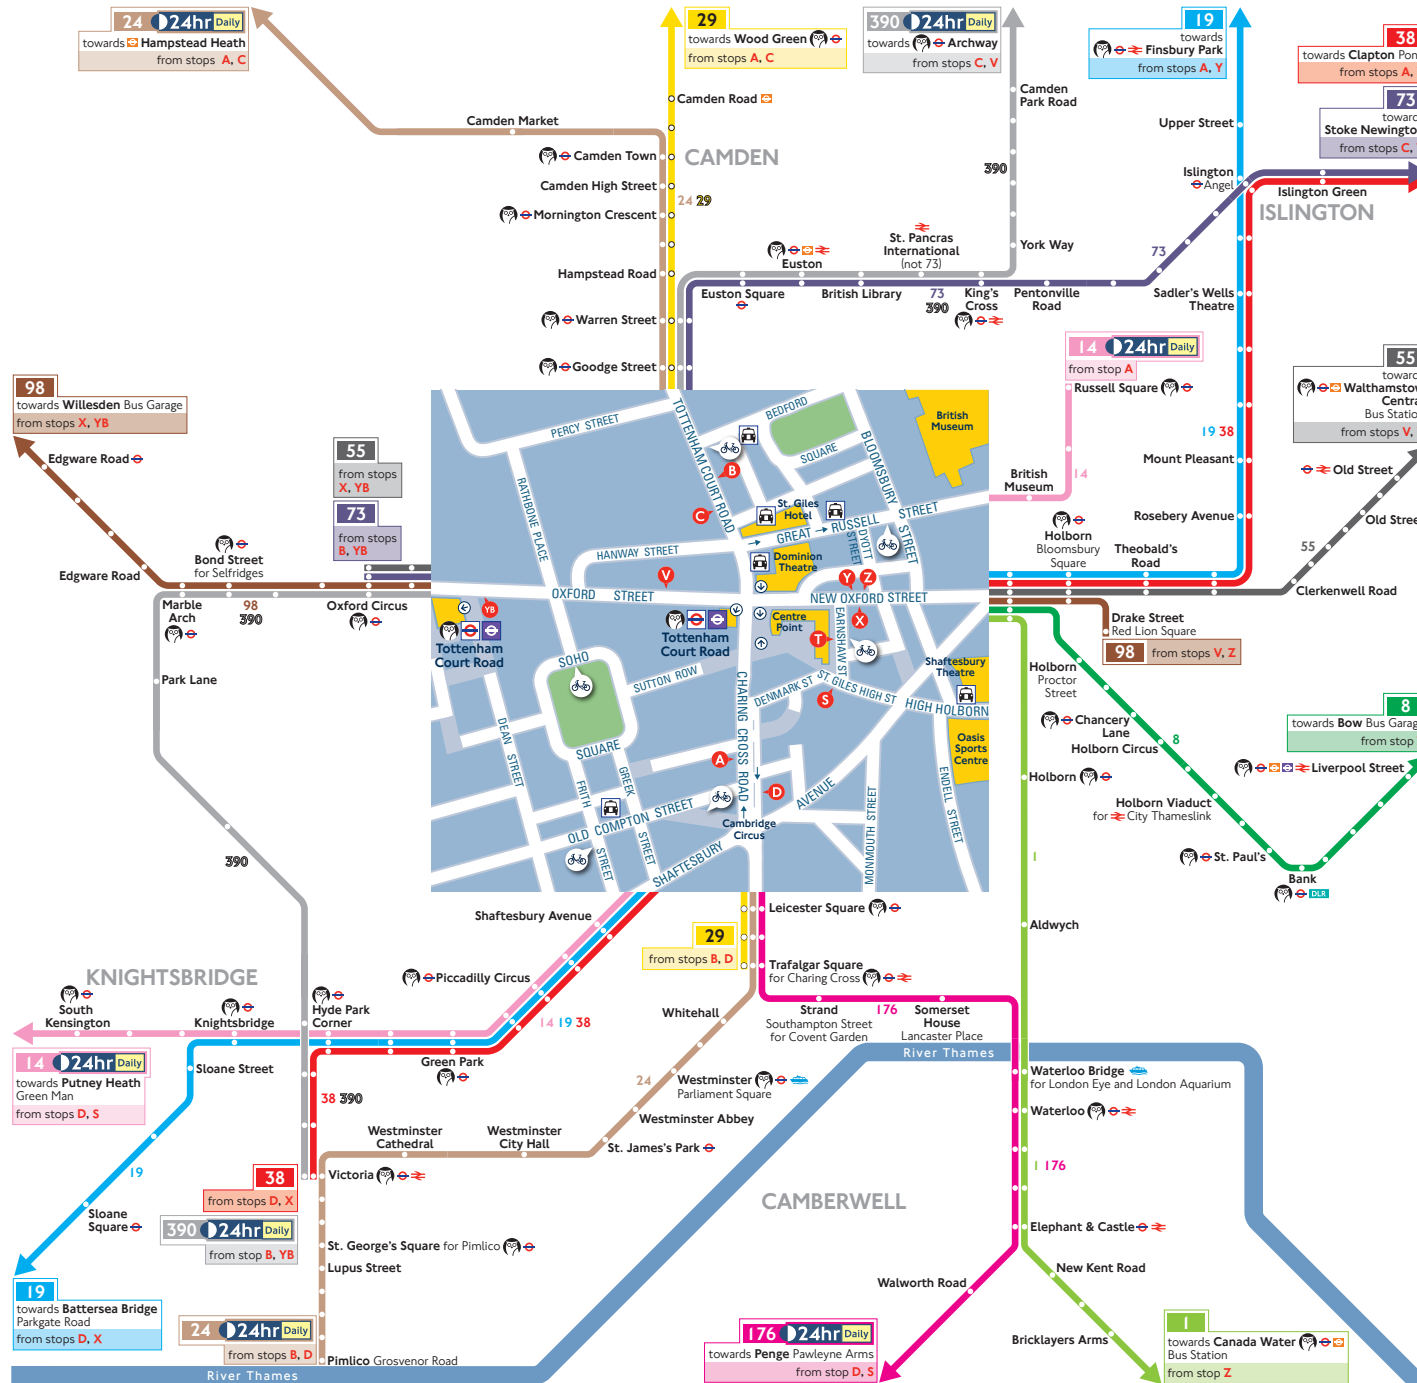 24 24hr Daily
towards Hampstead Heath
from stops A, C
29
towards Wood Green
from stops A, C
390 24hr Daily
towards Archway
from stops C, V
19
towards
Finsbury Park
from stops A, Y
38
towards Clapton Pon
from stops A,
73
toward
Stoke Newingto
from stops C,
Camden Road
Camden Market
Camden Town
CAMDEN
Camden High Street
24 29
Mornington Crescent
Hampstead Road
Warren Street
Goodge Street
Camden
Park Road
390
York Way
St. Pancras
International
(not 73)
Euston
Euston Square
British Library
73
390
King's
Cross
Pentonville
Road
73
Upper Street
Islington
Angel
Islington Green
ISLINGTON
Sadler's Wells
Theatre
14 24hr Daily
from stop A
Russell Square
14
British
Museum
19 38
Mount Pleasant
Rosebery Avenue
Holborn
Bloomsbury
Square
Theobald's
Road
55
toward
Walthamstow
Centra
Bus Statio
from stops V,
Old Street
Old Stree
55
Clerkenwell Road
98
towards Willesden Bus Garage
from stops X, YB
Edgware Road
Edgware Road
55
from stops
X, YB
73
from stops
B, YB
Bond Street
for Selfridges
Marble
Arch
98
390
Oxford Circus
Park Lane
390
PERCY STREET
TOTTENHAM COURT ROAD
BEDFORD
SQUARE
BLOOMSBURY STREET
British
Museum
RATHBONE PLACE
B
C
St. Giles
Hotel
GREAT RUSSELL STREET
DYOTT STREET
HANWAY STREET
Dominion
Theatre
V
Y
Z
OXFORD STREET
NEW OXFORD STREET
YB
Tottenham
Court Road
Tottenham
Court Road
Centre
Point
T
X
EARNSHAW ST
SOHO
SQUARE
SUTTON ROW
CHARING CROSS ROAD
DENMARK ST
ST. GILES HIGH ST
S
HIGH HOLBORN
Shaftesbury
Theatre
Oasis
Sports
Centre
DEAN STREET
FRITH STREET
GREEK STREET
A
D
OLD COMPTON STREET
Cambridge
Circus
SHAFTESBURY AVENUE
MONMOUTH STREET
ENDELL STREET
Drake Street
Red Lion Square
98 from stops V, Z
Holborn
Proctor
Street
Chancery
Lane
Holborn Circus
8
Holborn
Holborn Viaduct
for City Thameslink
St. Paul's
Bank
DLR
8
towards Bow Bus Garag
from stop
Liverpool Street
1
Aldwych
Shaftesbury Avenue
Piccadilly Circus
14 19 38
KNIGHTSBRIDGE
South
Kensington
Knightsbridge
Hyde Park
Corner
Green Park
14 24hr Daily
towards Putney Heath
Green Man
from stops D, S
Sloane Street
19
Sloane
Square
19
towards Battersea Bridge
Parkgate Road
from stops D, X
38 390
38
from stops D, X
390 24hr Daily
from stop B, YB
24 24hr Daily
from stops B, D
Victoria
St. George's Square for Pimlico
Lupus Street
Pimlico Grosvenor Road
River Thames
Westminster
Cathedral
Westminster
City Hall
St. James's Park
Westminster Abbey
24
Westminster
Parliament Square
Whitehall
29
from stops B, D
Leicester Square
Trafalgar Square
for Charing Cross
Strand
Southampton Street
for Covent Garden
176
Somerset
House
Lancaster Place
River Thames
Waterloo Bridge
for London Eye and London Aquarium
Waterloo
1 176
CAMBERWELL
Elephant & Castle
Walworth Road
New Kent Road
Bricklayers Arms
176 24hr Daily
towards Penge Pawleyne Arms
from stop D, S
1
towards Canada Water
Bus Station
from stop Z